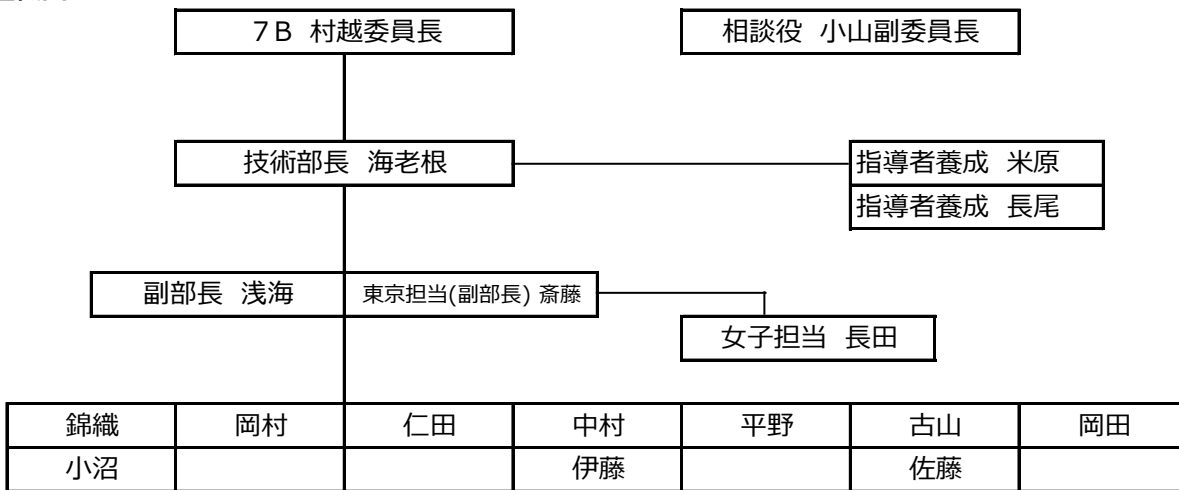 7B 村越委員長 相談役 小山副委員長
技術部長 海老根 指導者養成 米原
指導者養成 長尾
副部長 浅海 東京担当(副部長) 斎藤
女子担当 長田
錦織 岡村 仁田 中村 平野 古山 岡田
小沼 伊藤 佐藤